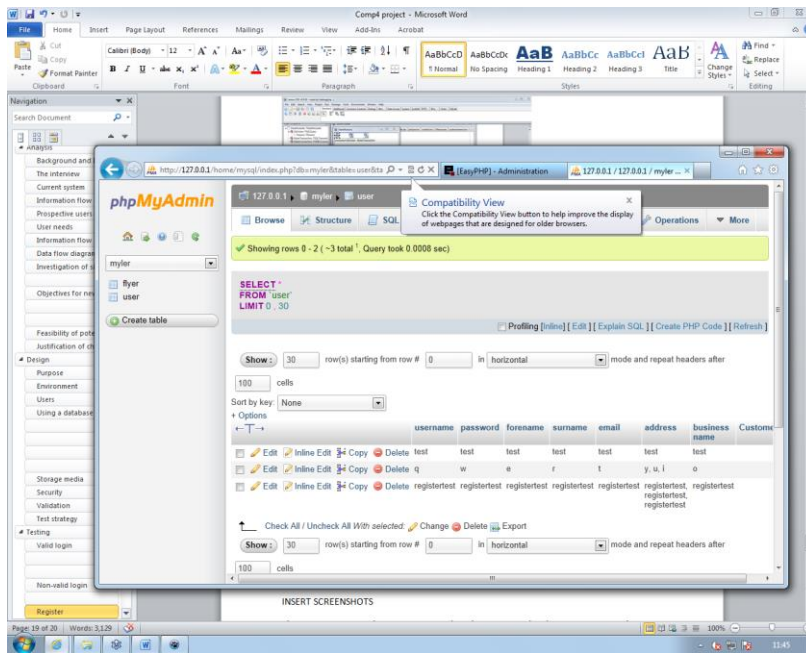 Comp4 project - Microsoft Word
File Home Insert Page Layout References Mailings Review View Add-Ins Acrobat
Cut
Copy
Format Painter
Paste
Clipboard
Calibri (Body) 12
Font
Paragraph
AaBbCcD AaBbCcDc AaB AaBbCc AaBbCcI AaB
¶ Normal No Spacing Heading 1 Heading 2 Heading 3 Title
Change Styles
Styles
Find
Replace
Select
Editing
Navigation
Search Document
Analysis
Background and
The interview
Current system
Information flow
Prospective users
User needs
Information flow
Data flow diagram
Investigation of
Objectives for
Feasibility of
Justification of
Design
Purpose
Environment
Users
Using a database
Storage media
Security
Validation
Test strategy
Testing
Valid login
Non-valid login
Register
http://127.0.0.1/home/mysql/index.php?db=myler&table=user&ta
[EasyPHP] - Administration
127.0.0.1 / 127.0.0.1 / myler ...
phpMyAdmin
myler
flyer
user
Create table
127.0.0.1 myler user
Browse Structure SQL Operations More
Compatibility View
Click the Compatibility View button to help improve the display
of webpages that are designed for older browsers.
Showing rows 0 - 2 ( ~3 total 1, Query took 0.0008 sec)
SELECT *
FROM `user`
LIMIT 0 , 30
Profiling [Inline] [ Edit ] [ Explain SQL ] [ Create PHP Code ] [ Refresh ]
Show : 30 row(s) starting from row # 0 in horizontal mode and repeat headers after
100 cells
Sort by key: None
+ Options
←T→ username password forename surname email address business name Custome
Edit Inline Edit Copy Delete test test test test test test test
Edit Inline Edit Copy Delete q w e r t y, u, i o
Edit Inline Edit Copy Delete registertest registertest registertest registertest registertest registertest, registertest
registertest,
registertest
Check All / Uncheck All With selected: Change Delete Export
Show : 30 row(s) starting from row # 0 in horizontal mode and repeat headers after
100 cells
INSERT SCREENSHOTS
Page: 19 of 20 Words: 3,129 100%
11:45